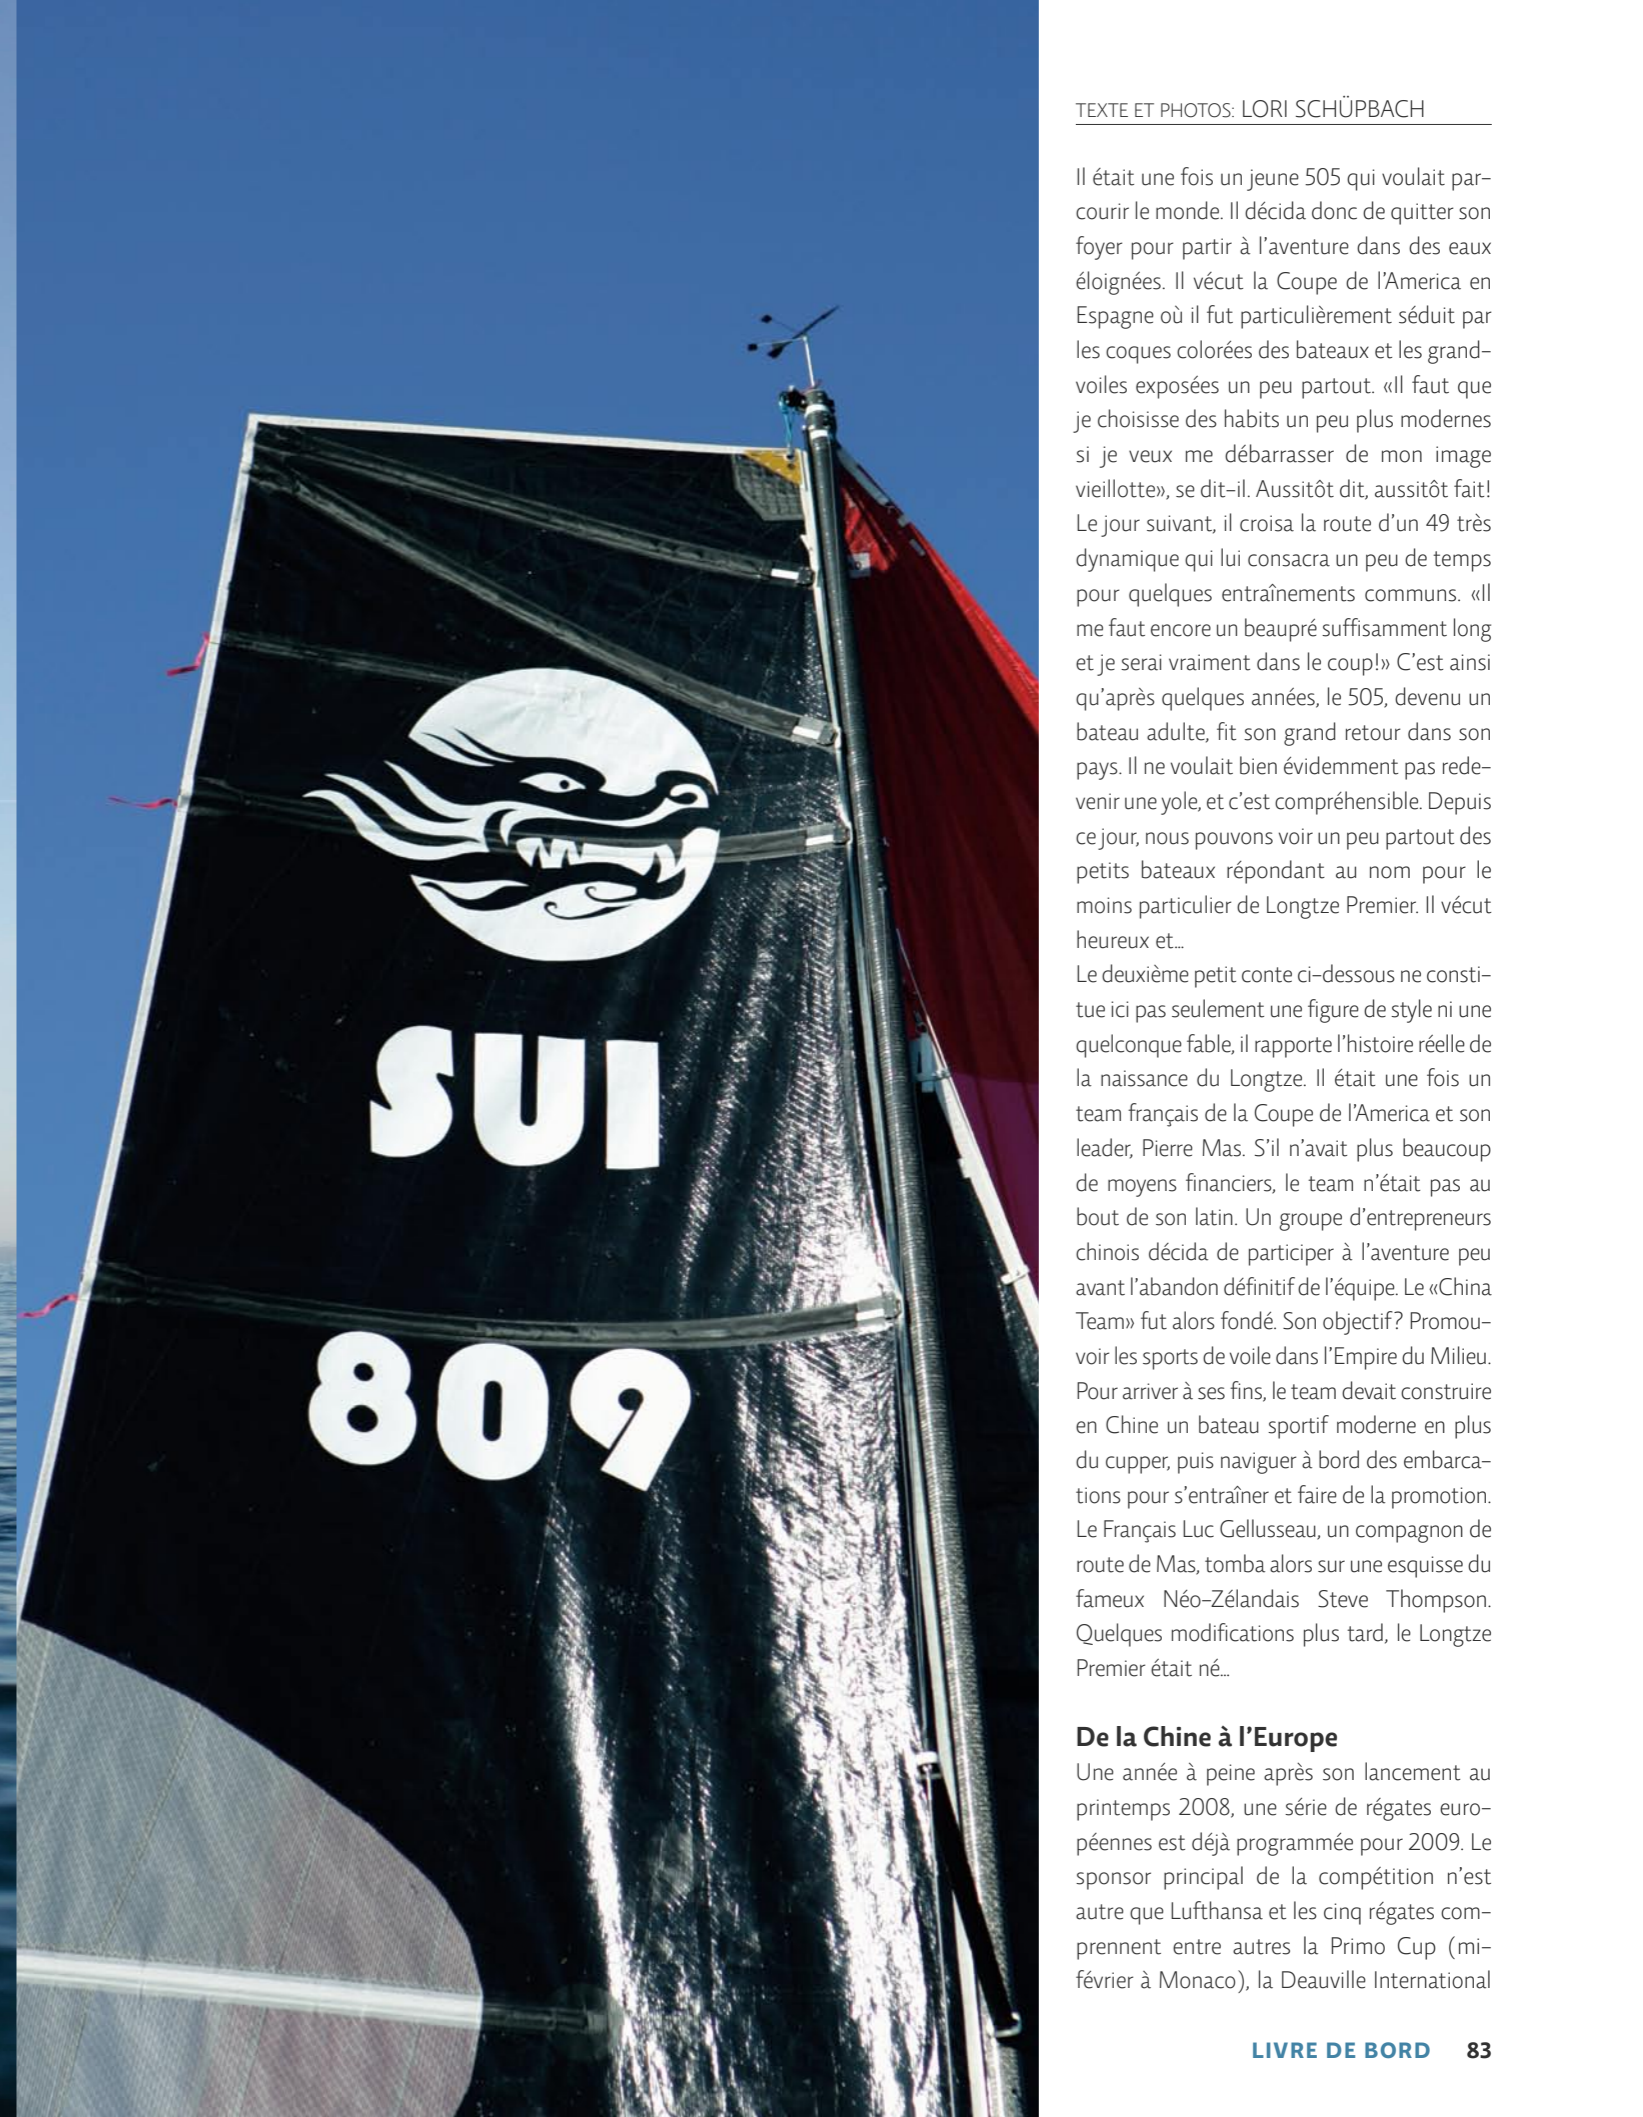 SUI
809
TEXTE ET PHOTOS: LORI SCHÜPBACH
Il était une fois un jeune 505 qui voulait par-
courir le monde. Il décida donc de quitter son
foyer pour partir à l'aventure dans des eaux
éloignées. Il vécut la Coupe de l'America en
Espagne où il fut particulièrement séduit par
les coques colorées des bateaux et les grand-
voiles exposées un peu partout. «Il faut que
je choisisse des habits un peu plus modernes
si je veux me débarrasser de mon image
vieillotte», se dit-il. Aussitôt dit, aussitôt fait!
Le jour suivant, il croisa la route d'un 49 très
dynamique qui lui consacra un peu de temps
pour quelques entraînements communs. «Il
me faut encore un beaupré suffisamment long
et je serai vraiment dans le coup!» C'est ainsi
qu'après quelques années, le 505, devenu un
bateau adulte, fit son grand retour dans son
pays. Il ne voulait bien évidemment pas rede-
venir une yole, et c'est compréhensible. Depuis
ce jour, nous pouvons voir un peu partout des
petits bateaux répondant au nom pour le
moins particulier de Longtze Premier. Il vécut
heureux et…
Le deuxième petit conte ci-dessous ne consti-
tue ici pas seulement une figure de style ni une
quelconque fable, il rapporte l'histoire réelle de
la naissance du Longtze. Il était une fois un
team français de la Coupe de l'America et son
leader, Pierre Mas. S'il n'avait plus beaucoup
de moyens financiers, le team n'était pas au
bout de son latin. Un groupe d'entrepreneurs
chinois décida de participer à l'aventure peu
avant l'abandon définitif de l'équipe. Le «China
Team» fut alors fondé. Son objectif? Promou-
voir les sports de voile dans l'Empire du Milieu.
Pour arriver à ses fins, le team devait construire
en Chine un bateau sportif moderne en plus
du cupper, puis naviguer à bord des embarca-
tions pour s'entraîner et faire de la promotion.
Le Français Luc Gellusseau, un compagnon de
route de Mas, tomba alors sur une esquisse du
fameux Néo-Zélandais Steve Thompson.
Quelques modifications plus tard, le Longtze
Premier était né…
De la Chine à l'Europe
Une année à peine après son lancement au
printemps 2008, une série de régates euro-
péennes est déjà programmée pour 2009. Le
sponsor principal de la compétition n'est
autre que Lufthansa et les cinq régates com-
prennent entre autres la Primo Cup (mi-
février à Monaco), la Deauville International
LIVRE DE BORD 83